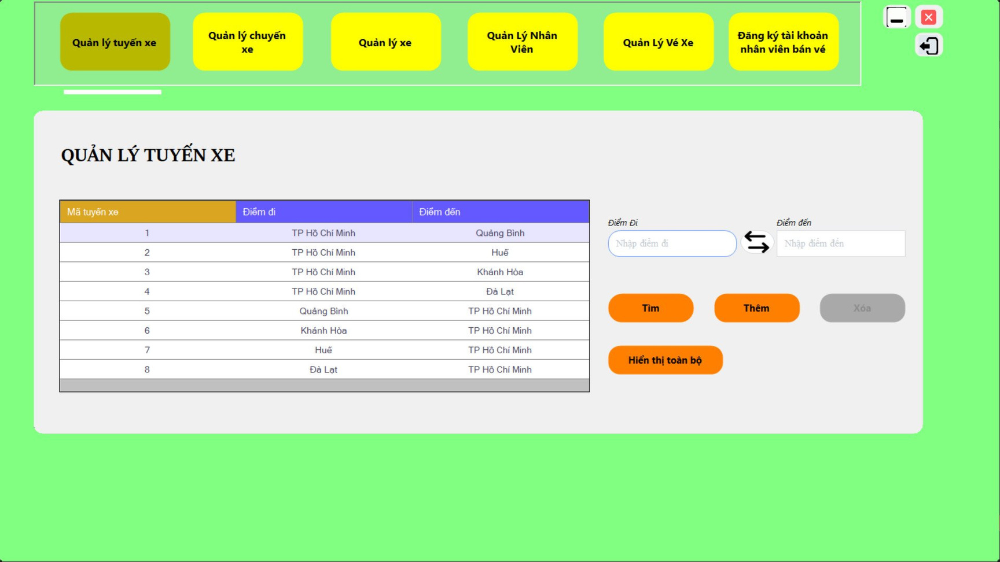 Quản lý tuyến xe
Quản lý chuyến
xe
Quản lý xe
Quản Lý Nhân
Viên
Quản Lý Vé Xe
Đăng ký tài khoản
nhân viên bán vé
QUẢN LÝ TUYẾN XE
Mã tuyến xe Điểm đi Điểm đến
1 TP Hồ Chí Minh Quảng Bình
2 TP Hồ Chí Minh Huế
3 TP Hồ Chí Minh Khánh Hòa
4 TP Hồ Chí Minh Đà Lạt
5 Quảng Bình TP Hồ Chí Minh
6 Khánh Hòa TP Hồ Chí Minh
7 Huế TP Hồ Chí Minh
8 Đà Lạt TP Hồ Chí Minh
Điểm Đi Điểm đến
Nhập điểm đi Nhập điểm đến
Tìm Thêm Xóa
Hiển thị toàn bộ